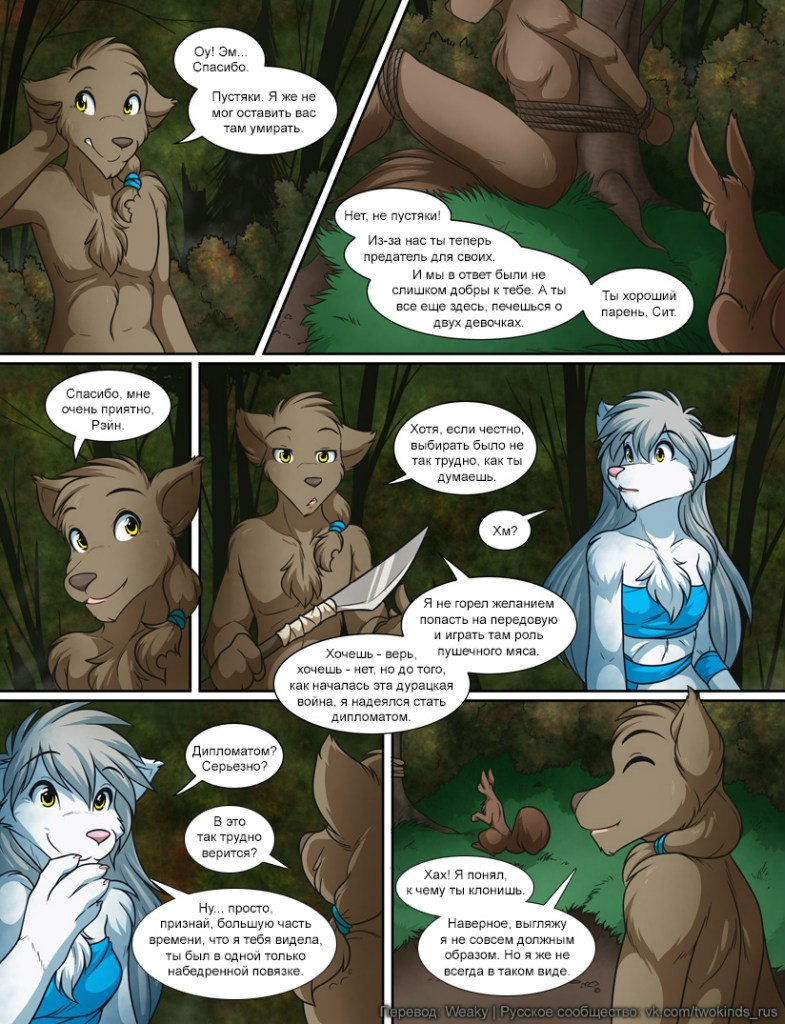 Оу! Эм...
Спасибо.
Пустяки. Я же не
мог оставить вас
там умирать.
Нет, не пустяки!
Из-за нас ты теперь
предатель для своих.
И мы в ответ были не
слишком добры к тебе. А ты
все еще здесь, печешься о
двух девочках.
Ты хороший
парень, Сит.
Спасибо, мне
очень приятно,
Рэйн.
Хотя, если честно,
выбирать было не
так трудно, как ты
думаешь.
Хм?
Я не горел желанием
попасть на передовую
и играть там роль
пушечного мяса.
Хочешь - верь,
хочешь - нет, но до того,
как началась эта дурацкая
война, я надеялся стать
дипломатом.
Дипломатом?
Серьезно?
В это
так трудно
верится?
Ну... просто,
признай, большую часть
времени, что я тебя видела,
ты был в одной только
набедренной повязке.
Хах! Я понял,
к чему ты клонишь.
Наверное, выгляжу
я не совсем должным
образом. Но я же не
всегда в таком виде.
Перевод: Weaky | Русское сообщество: vk.com/twokinds_rus